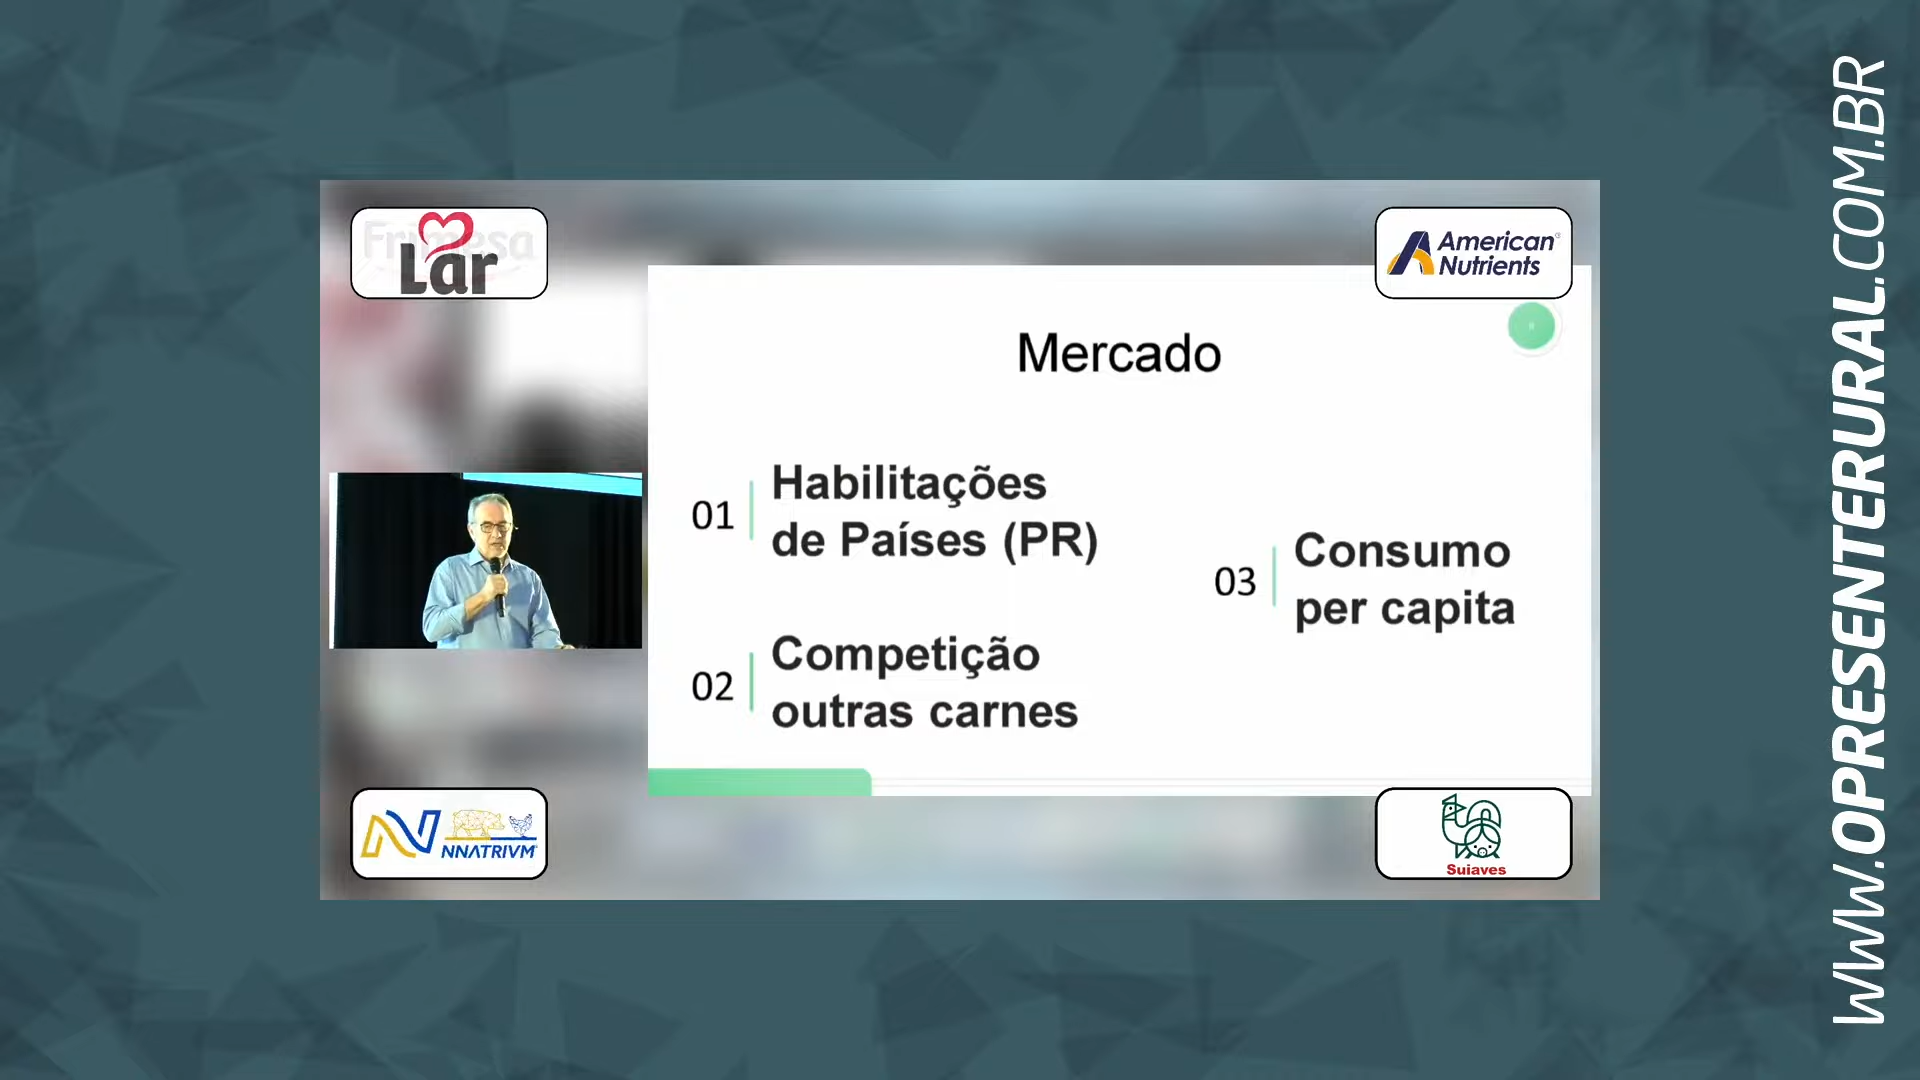 Frimesa
Lar
American
Nutrients
Mercado
01
Habilitações
de Países (PR)
02
Competição
outras carnes
03
Consumo
per capita
NNATRIVM
Suiaves
WWW.OPRESENTERURAL.COM.BR